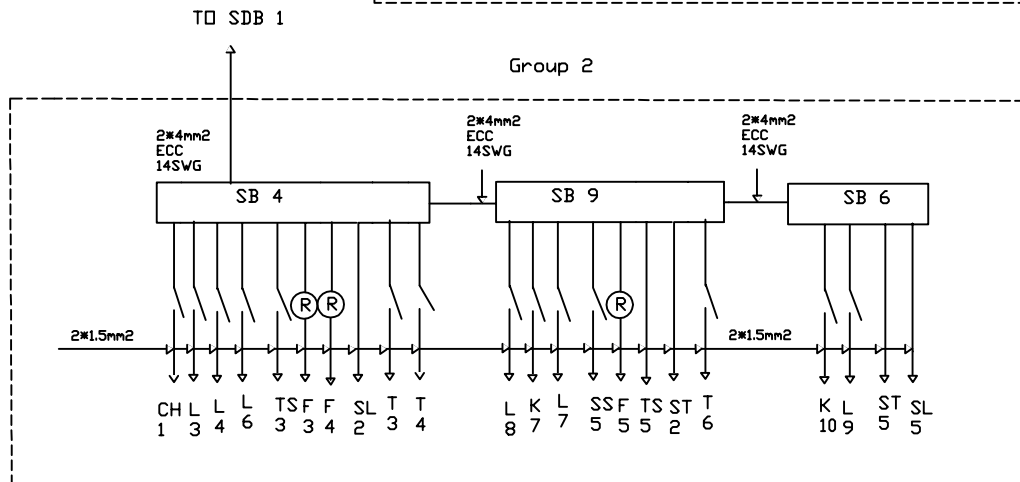 TO SDB 1
Group 2
2*4mm2
ECC
14SWG
2*4mm2
ECC
14SWG
2*4mm2
ECC
14SWG
SB 4
SB 9
SB 6
R
R
R
2*1.5mm2
2*1.5mm2
CH 1
L 3
L 4
L 6
TS 3
F 3
F 4
SL 2
T 3
T 4
L 8
K 7
L 7
SS 5
F 5
TS 5
ST 2
T 6
K 10
L 9
ST 5
SL 5